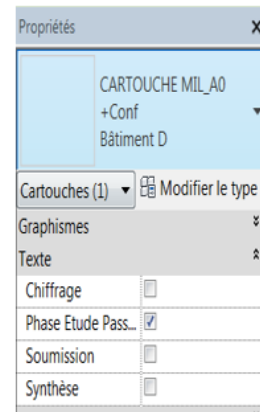 Propriétés
CARTOUCHE MIL_A0
+Conf
Bâtiment D
Cartouches (1) Modifier le type
Graphismes
Texte
Chiffrage
Phase Etude Pass...
Soumission
Synthèse